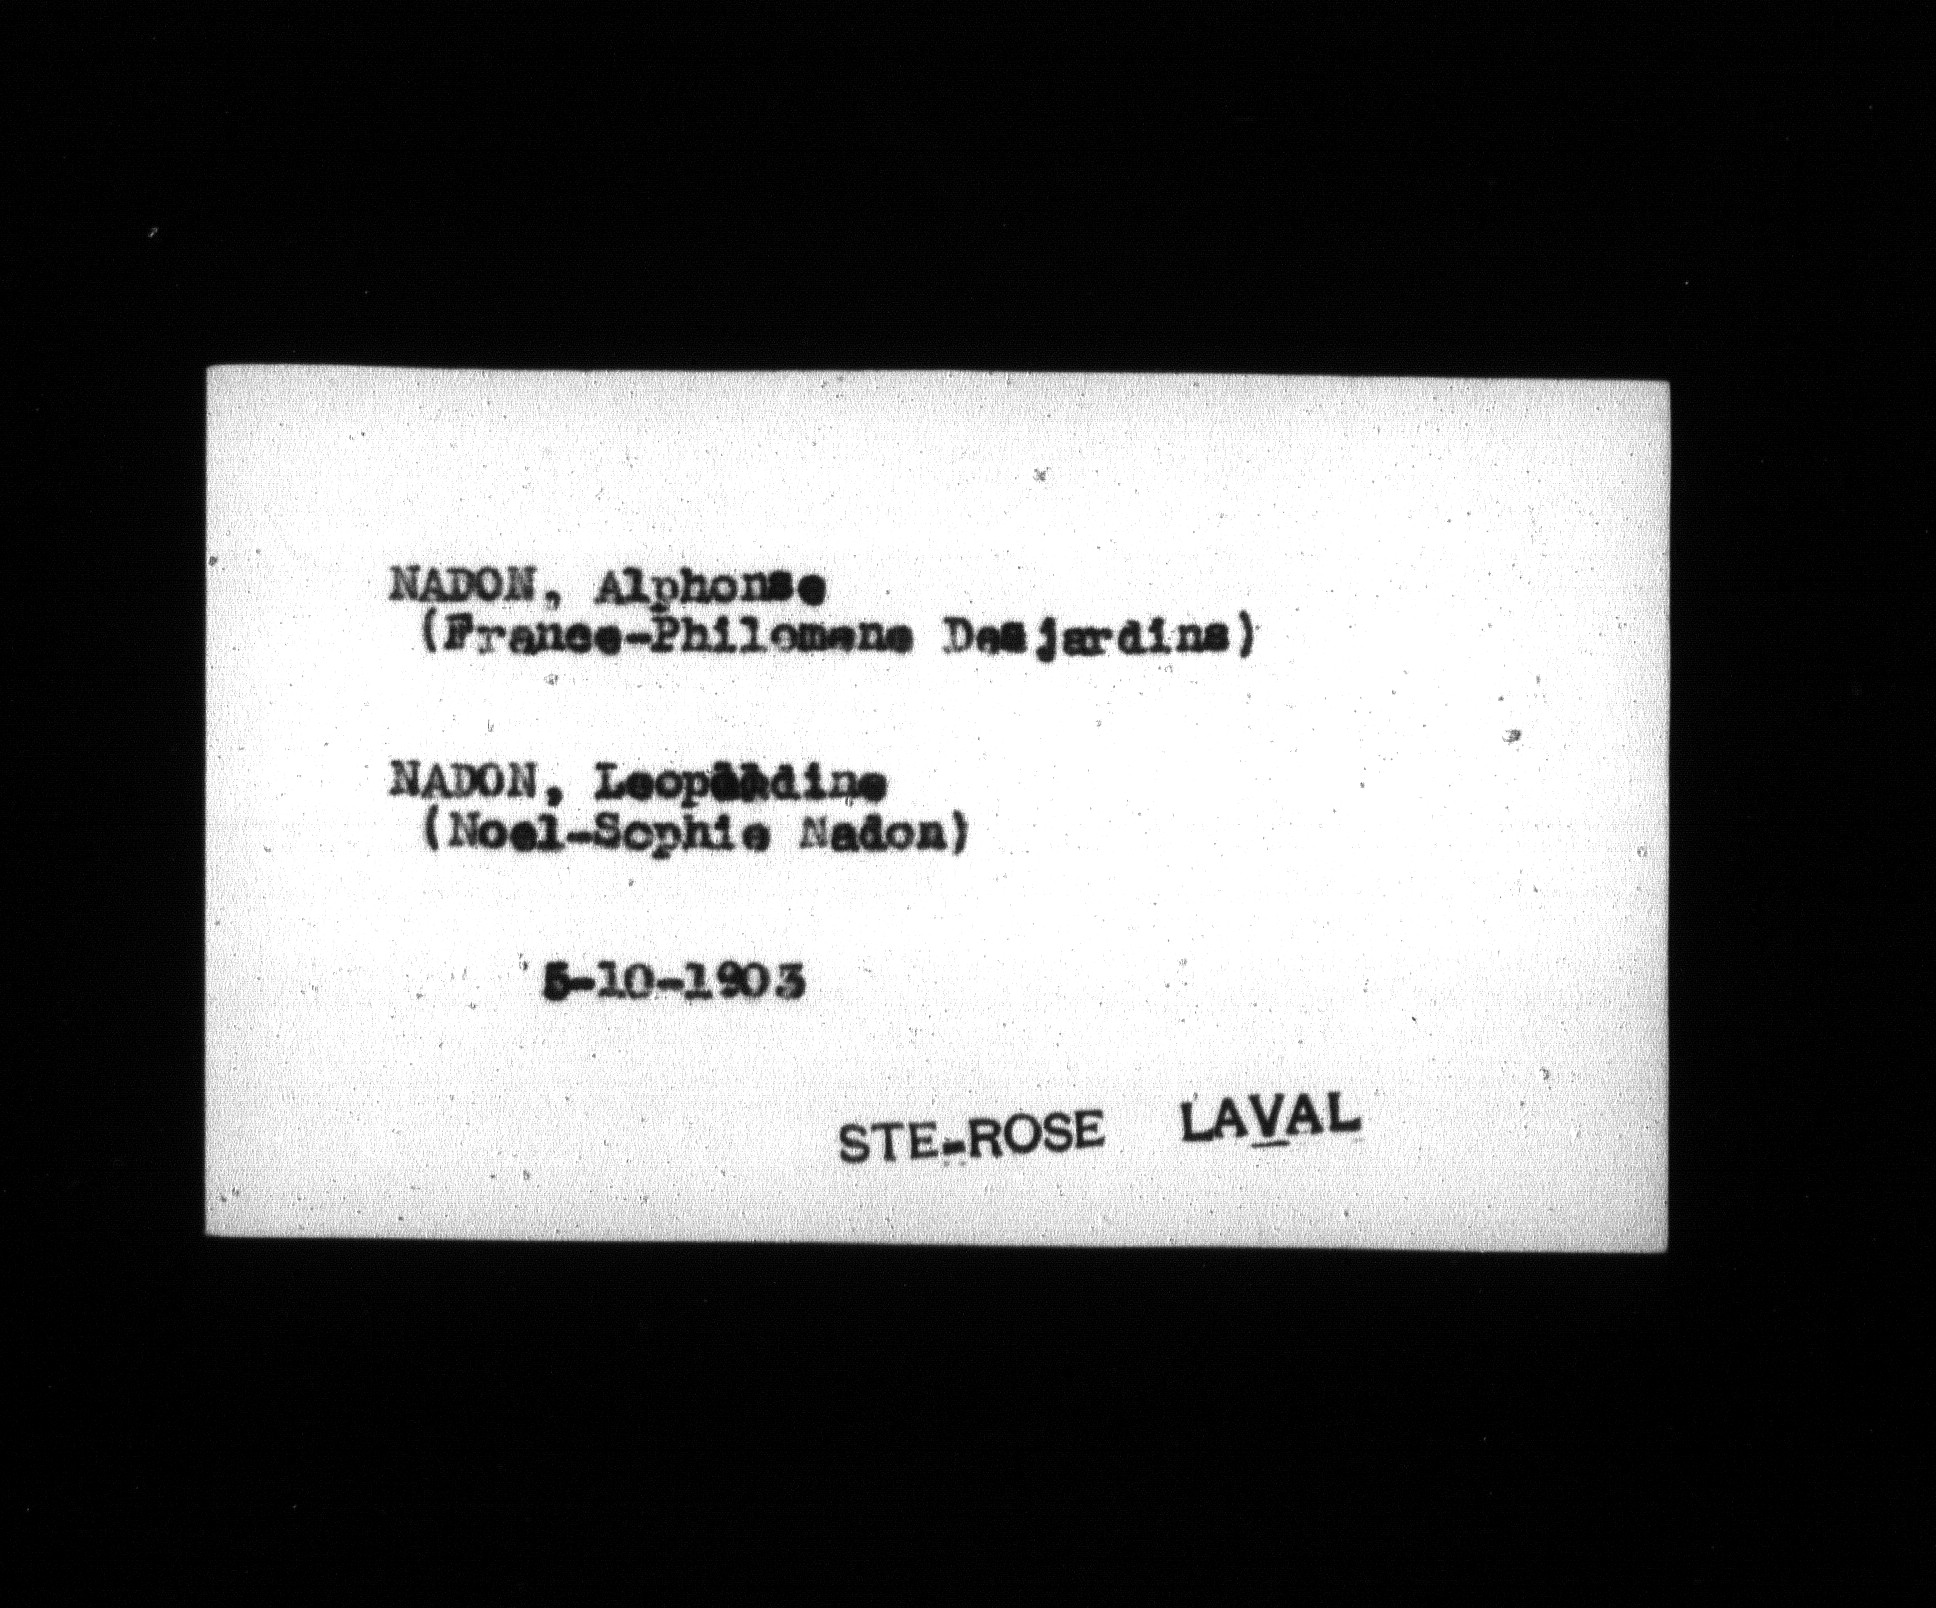 NADON, Alphonse
(France-Philomene Desjardins)
NADON, Leopoldine
(Noel-Sophie Nadon)
5-10-1903
STE-ROSE LAVAL